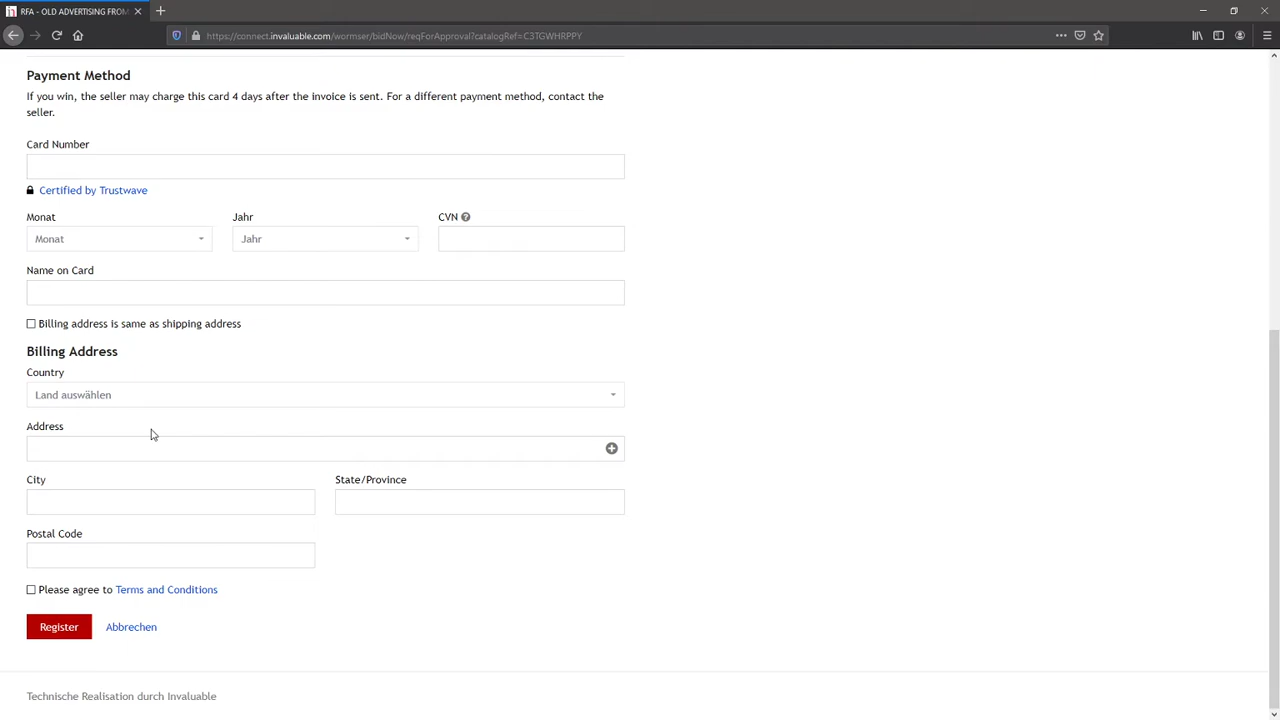 RFA - OLD ADVERTISING FROM
https://connect.invaluable.com/wormser/bidNow/reqForApproval?catalogRef=C3TGWHRPPY
Payment Method
If you win, the seller may charge this card 4 days after the invoice is sent. For a different payment method, contact the
seller.
Card Number
Certified by Trustwave
Monat Jahr CVN
Monat Jahr
Name on Card
Billing address is same as shipping address
Billing Address
Country
Land auswählen
Address
City State/Province
Postal Code
Please agree to Terms and Conditions
Register Abbrechen
Technische Realisation durch Invaluable